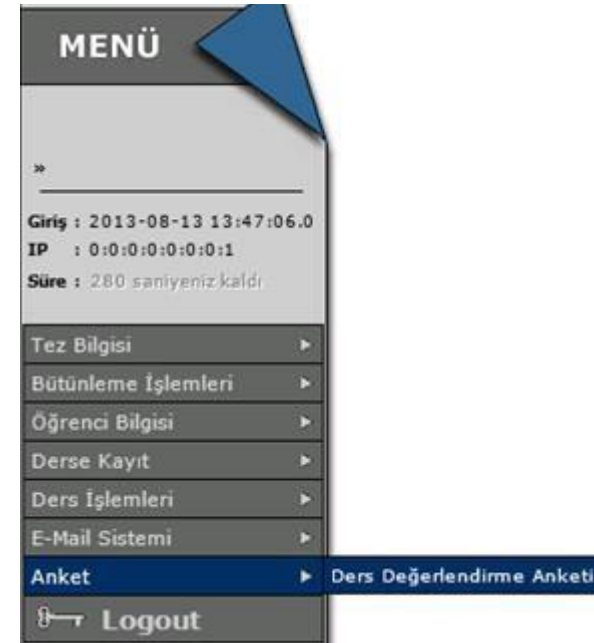 MENÜ
»
Giriş : 2013-08-13 13:47:06.0
IP : 0:0:0:0:0:0:0:1
Süre : 280 saniyeniz kaldı
Tez Bilgisi
Bütünleme İşlemleri
Öğrenci Bilgisi
Derse Kayıt
Ders İşlemleri
E-Mail Sistemi
Anket Ders Değerlendirme Anketi
Logout